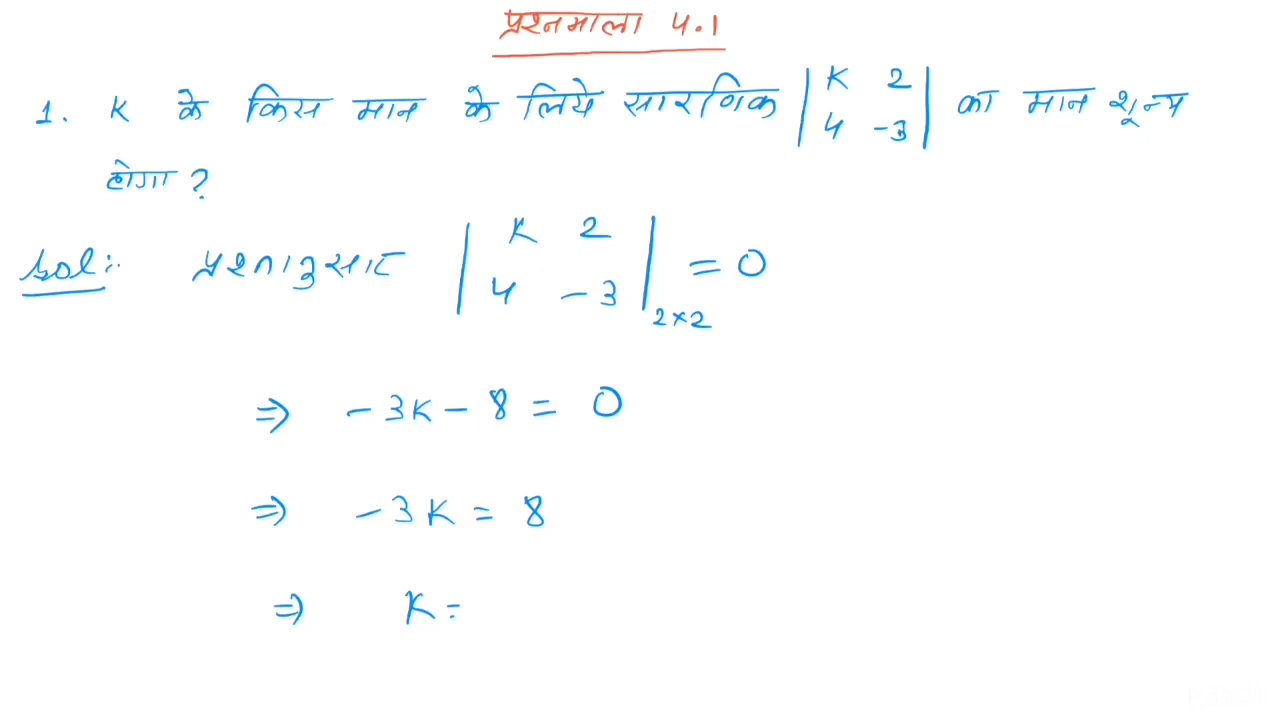 प्रश्नमाला 4.1
1. K के किस मान के लिये सारणिक | K 2 | का मान शून्य
| 4 -3 |
होगा ?
Sol:- प्रश्नानुसार | K 2 | = 0
| 4 -3 | 2×2
⇒ -3K - 8 = 0
⇒ -3K = 8
⇒ K =